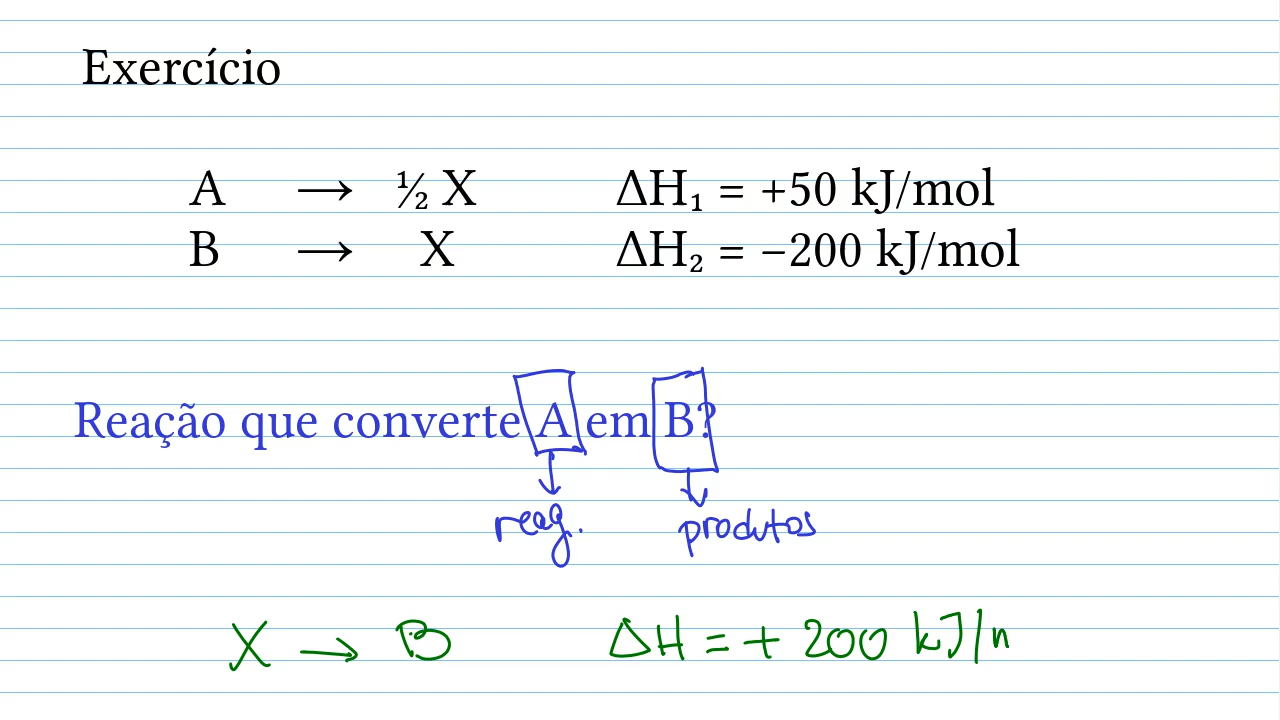 Exercício
A → ½ X ΔH₁ = +50 kJ/mol
B → X ΔH₂ = −200 kJ/mol
Reação que converte A em B?
reag. produtos
X → B ΔH = + 200 kJ/n